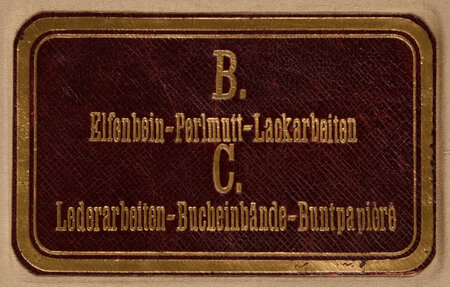 B.
Elfenbein-Perlmutt-Lackarbeiten
C.
Lederarbeiten-Bucheinbände-Buntpapiere